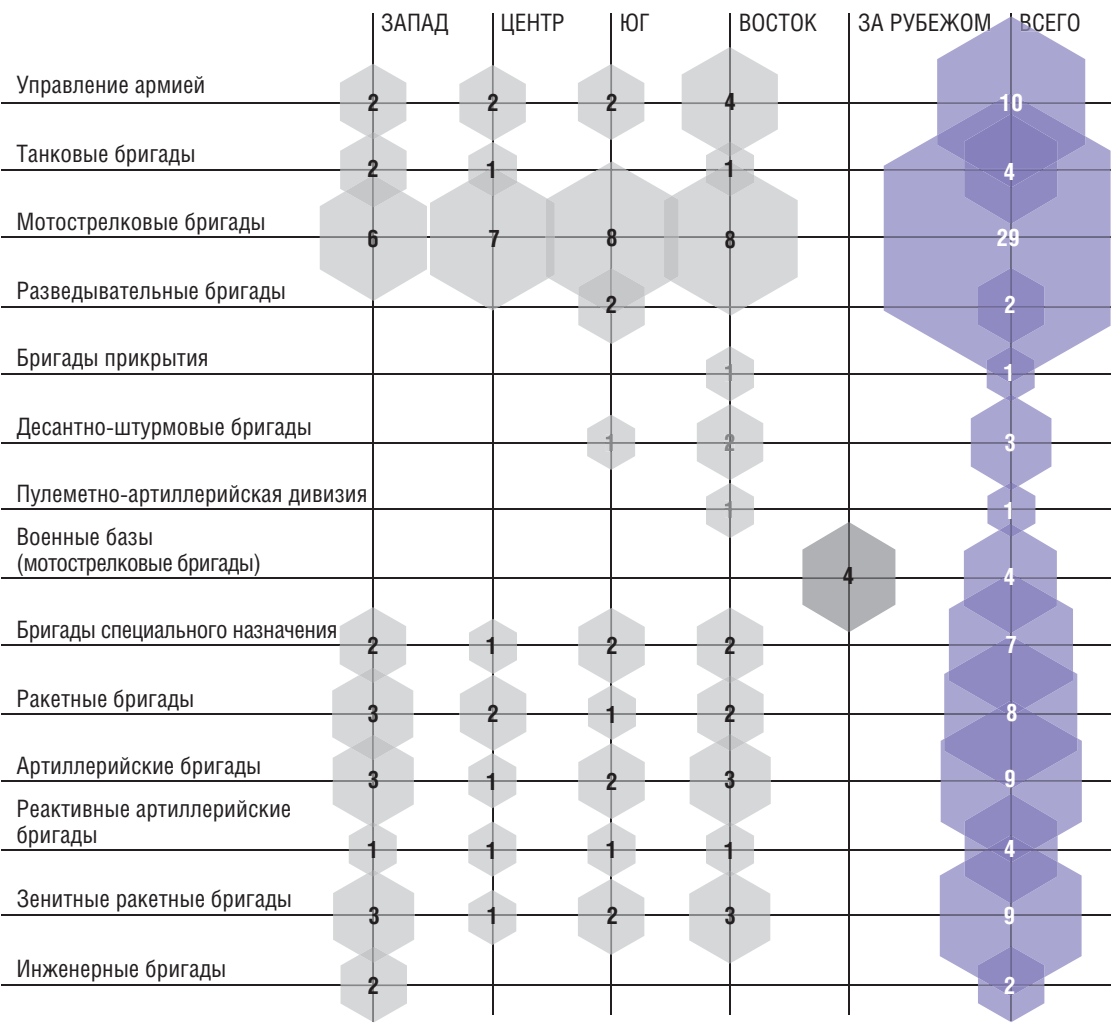 ЗАПАД ЦЕНТР ЮГ ВОСТОК ЗА РУБЕЖОМ ВСЕГО
Управление армией
2 2 2 4 10
Танковые бригады
2 1 1 4
Мотострелковые бригады
6 7 8 8 29
Разведывательные бригады
2 2
Бригады прикрытия
1 1
Десантно-штурмовые бригады
1 2 3
Пулеметно-артиллерийская дивизия
1 1
Военные базы
(мотострелковые бригады)
4 4
Бригады специального назначения
2 1 2 2 7
Ракетные бригады
3 2 1 2 8
Артиллерийские бригады
3 1 2 3 9
Реактивные артиллерийские
бригады
1 1 1 1 4
Зенитные ракетные бригады
3 1 2 3 9
Инженерные бригады
2 2